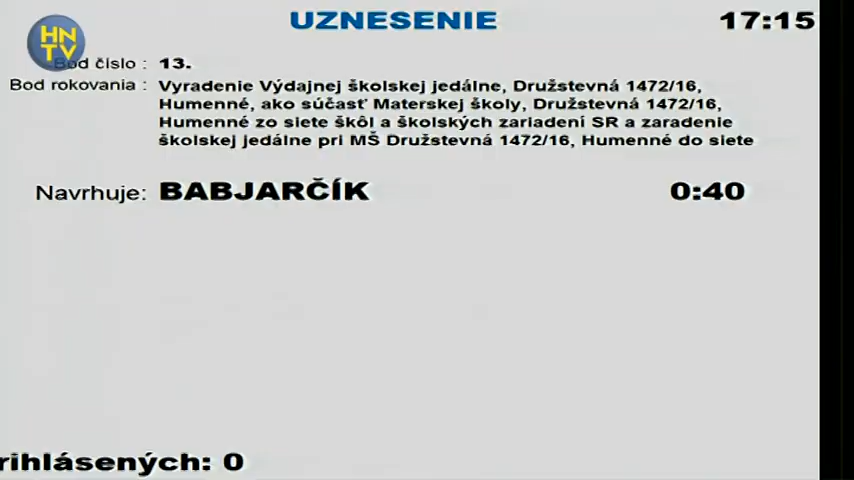 HN
TV
UZNESENIE 17:15
Bod číslo : 13.
Bod rokovania : Vyradenie Výdajnej školskej jedálne, Družstevná 1472/16,
Humenné, ako súčasť Materskej školy, Družstevná 1472/16,
Humenné zo siete škôl a školských zariadení SR a zaradenie
školskej jedálne pri MŠ Družstevná 1472/16, Humenné do siete
Navrhuje: BABJARČÍK 0:40
rihlásených: 0